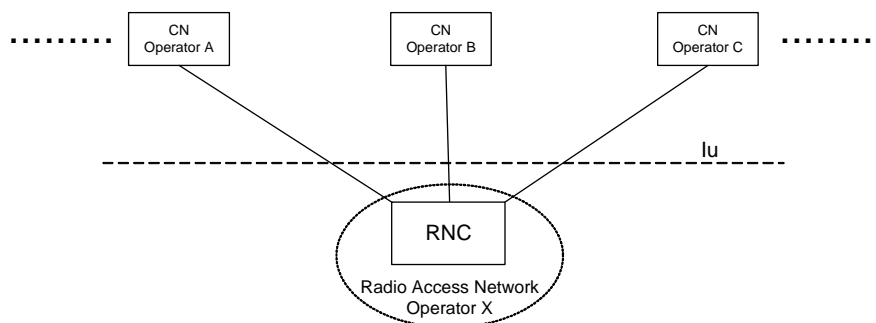 CN
Operator A
CN
Operator B
CN
Operator C
Iu
RNC
Radio Access Network
Operator X